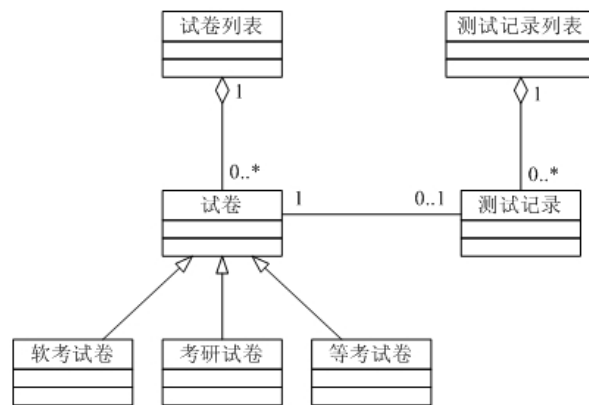 试卷列表
测试记录列表
1
1
0..*
0..*
试卷
1
0..1
测试记录
软考试卷
考研试卷
等考试卷